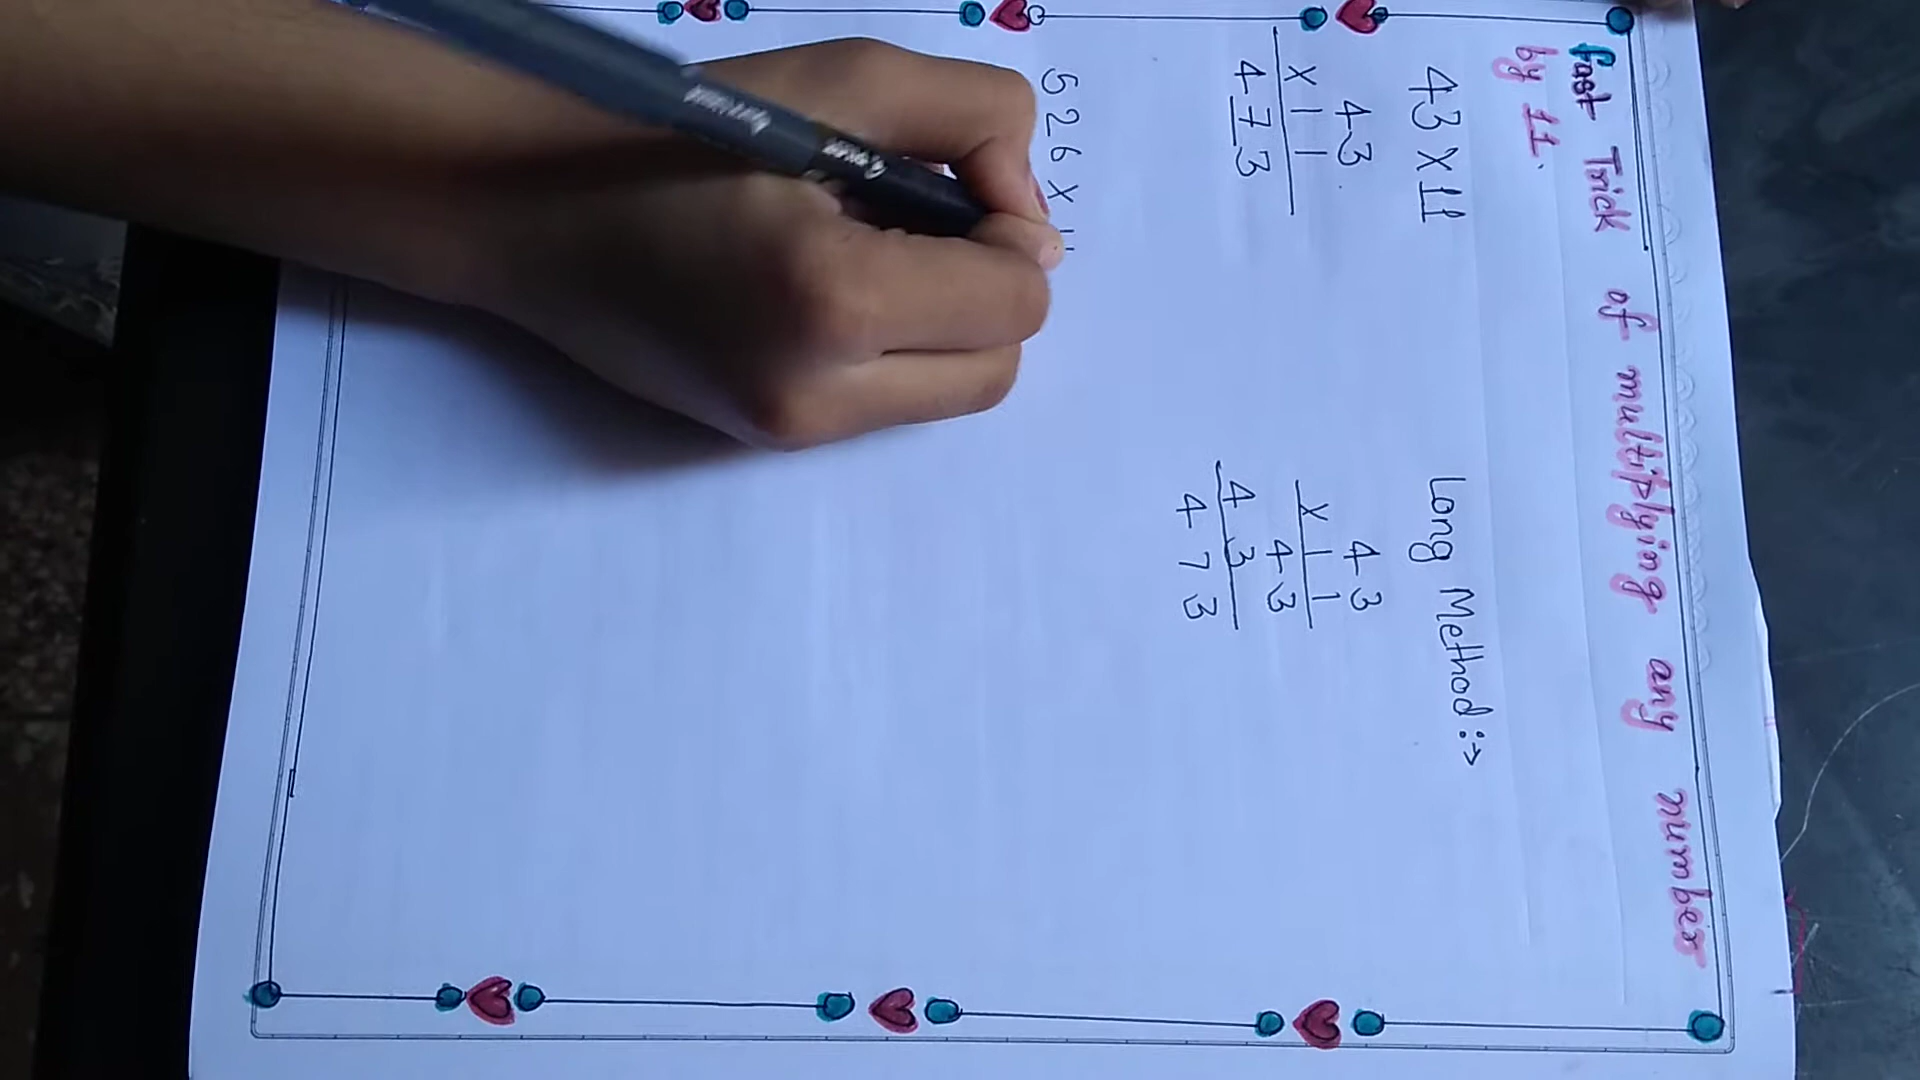 Fast Trick of multiplying any number
by 11.
43 x 11
43
x 11
473
Long Method :->
43
x 11
43
43
473
526 x 11